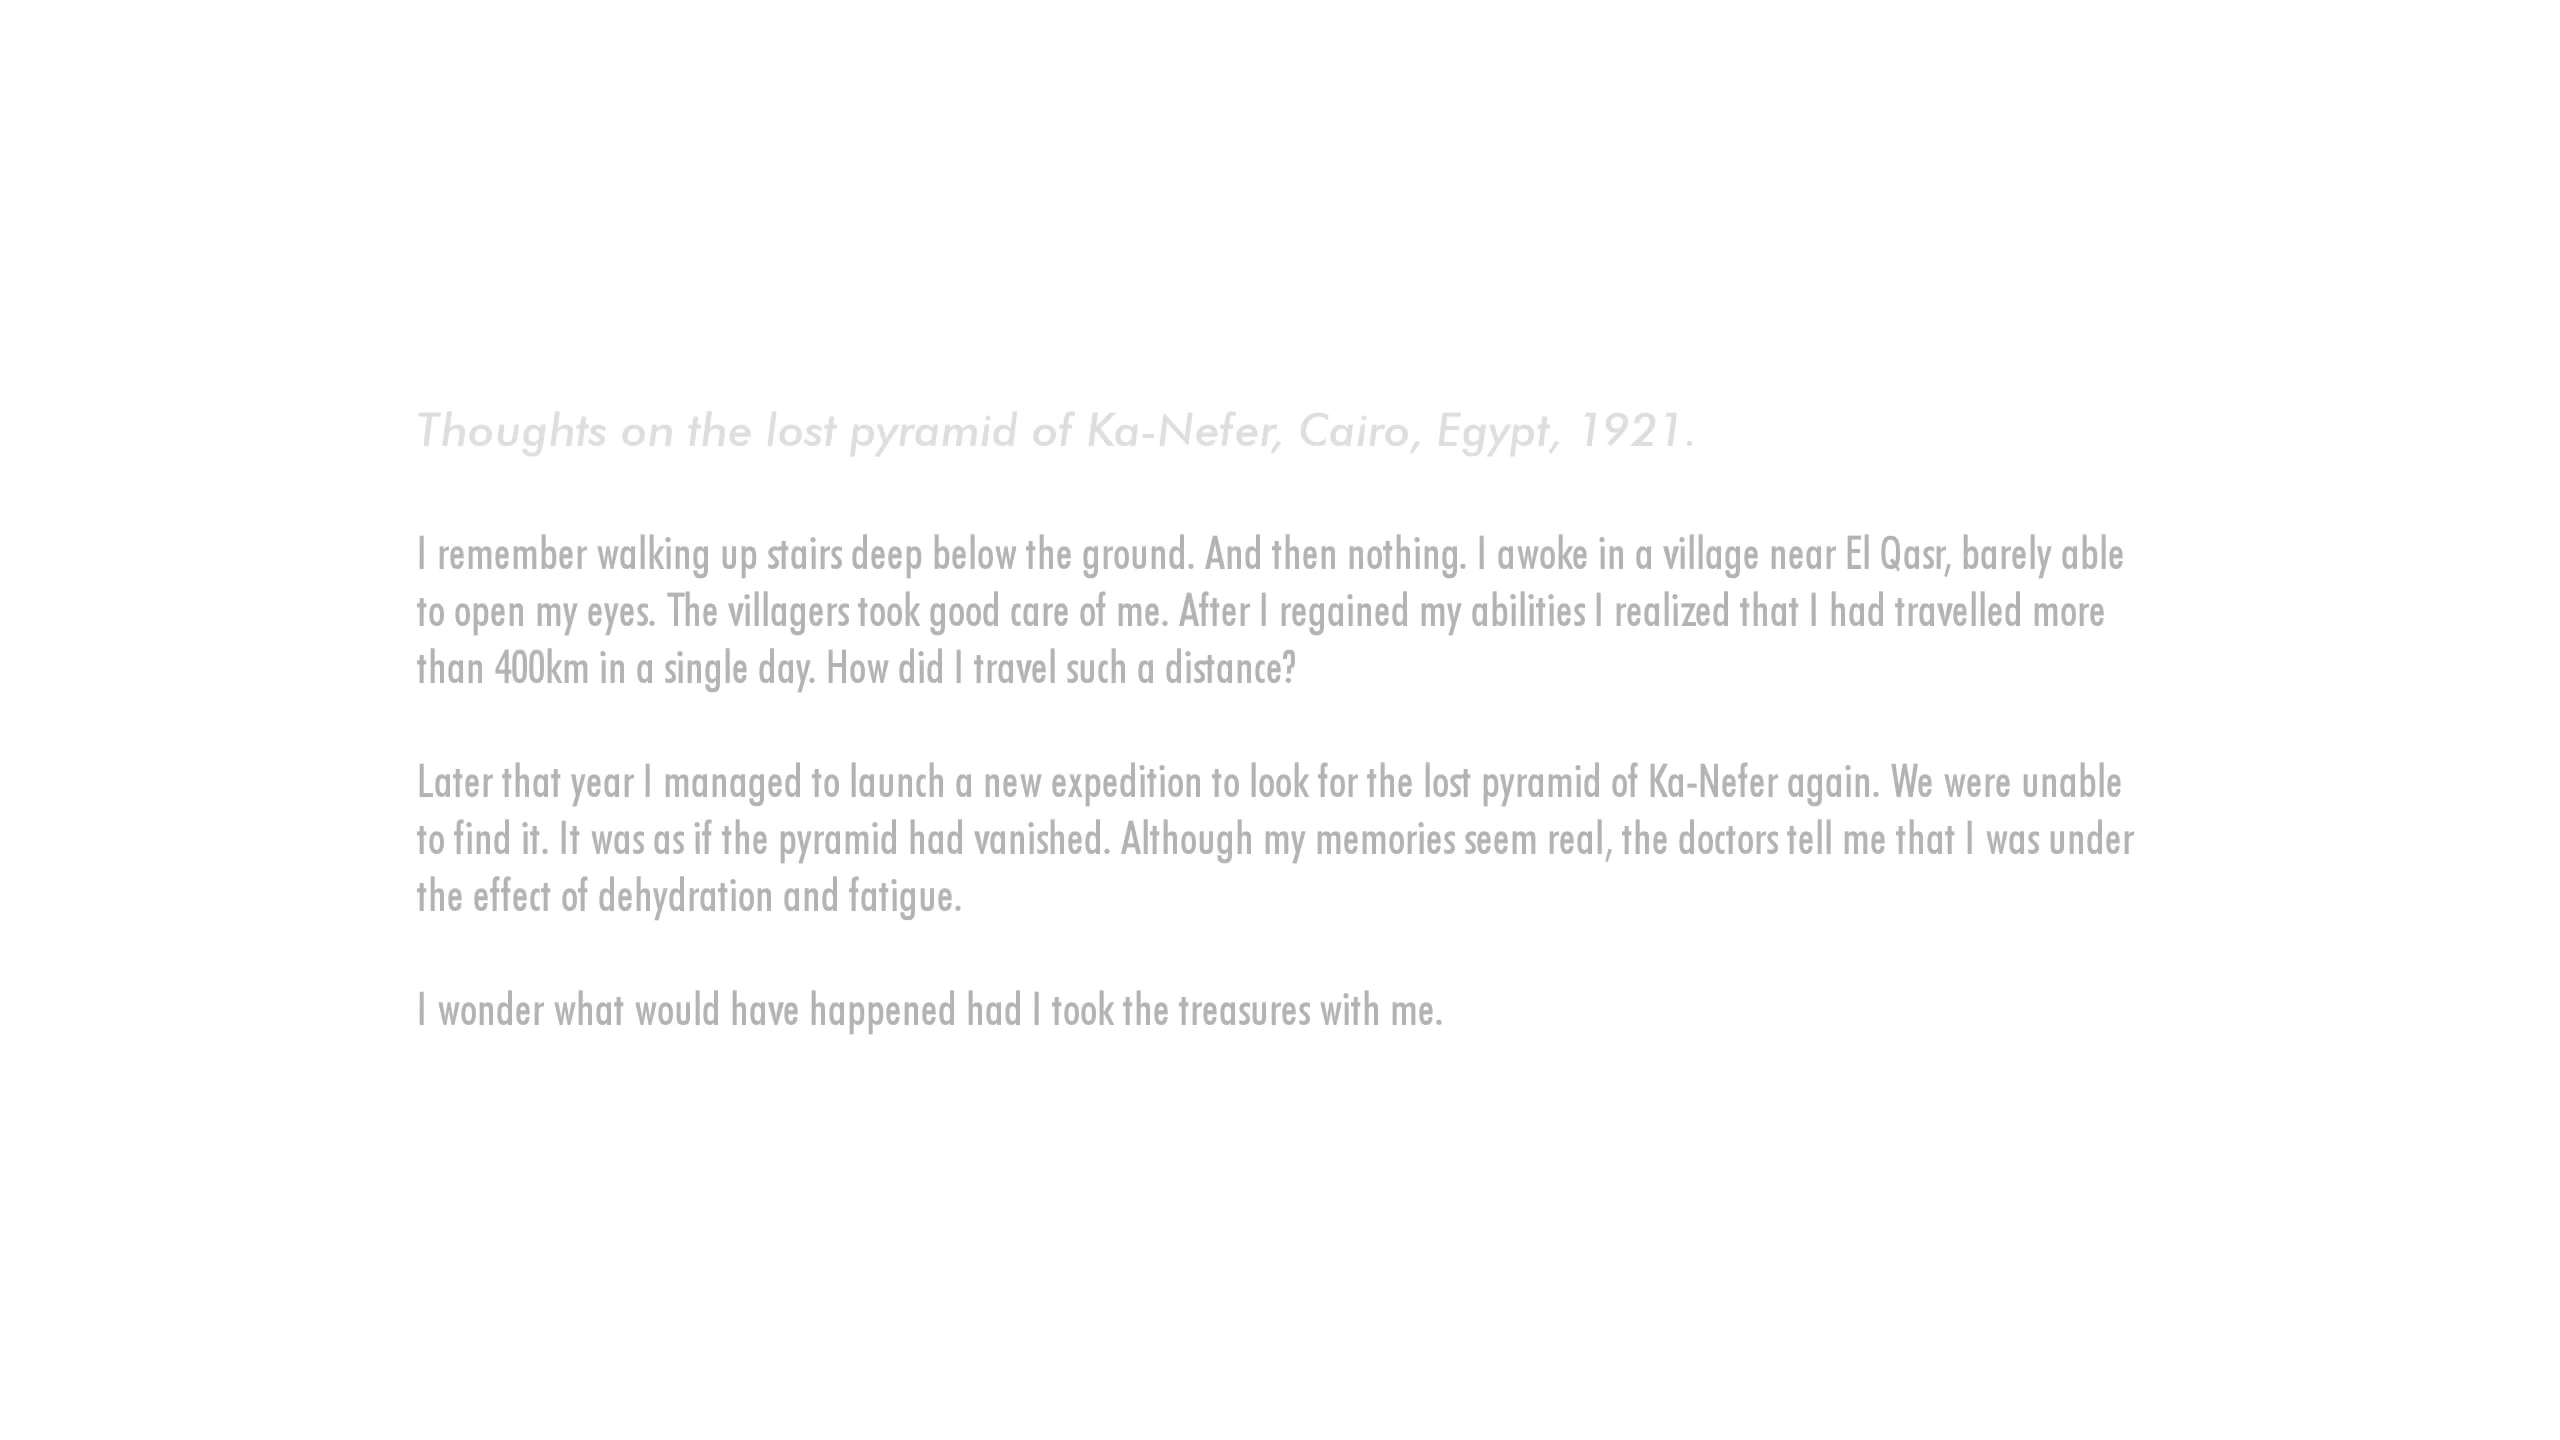 Thoughts on the lost pyramid of Ka-Nefer, Cairo, Egypt, 1921.
I remember walking up stairs deep below the ground. And then nothing. I awoke in a village near El Qasr, barely able
to open my eyes. The villagers took good care of me. After I regained my abilities I realized that I had travelled more
than 400km in a single day. How did I travel such a distance?
Later that year I managed to launch a new expedition to look for the lost pyramid of Ka-Nefer again. We were unable
to find it. It was as if the pyramid had vanished. Although my memories seem real, the doctors tell me that I was under
the effect of dehydration and fatigue.
I wonder what would have happened had I took the treasures with me.